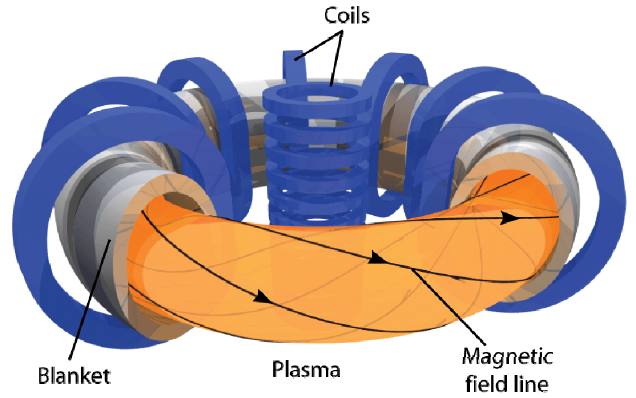 Coils
Blanket
Plasma
Magnetic
field line